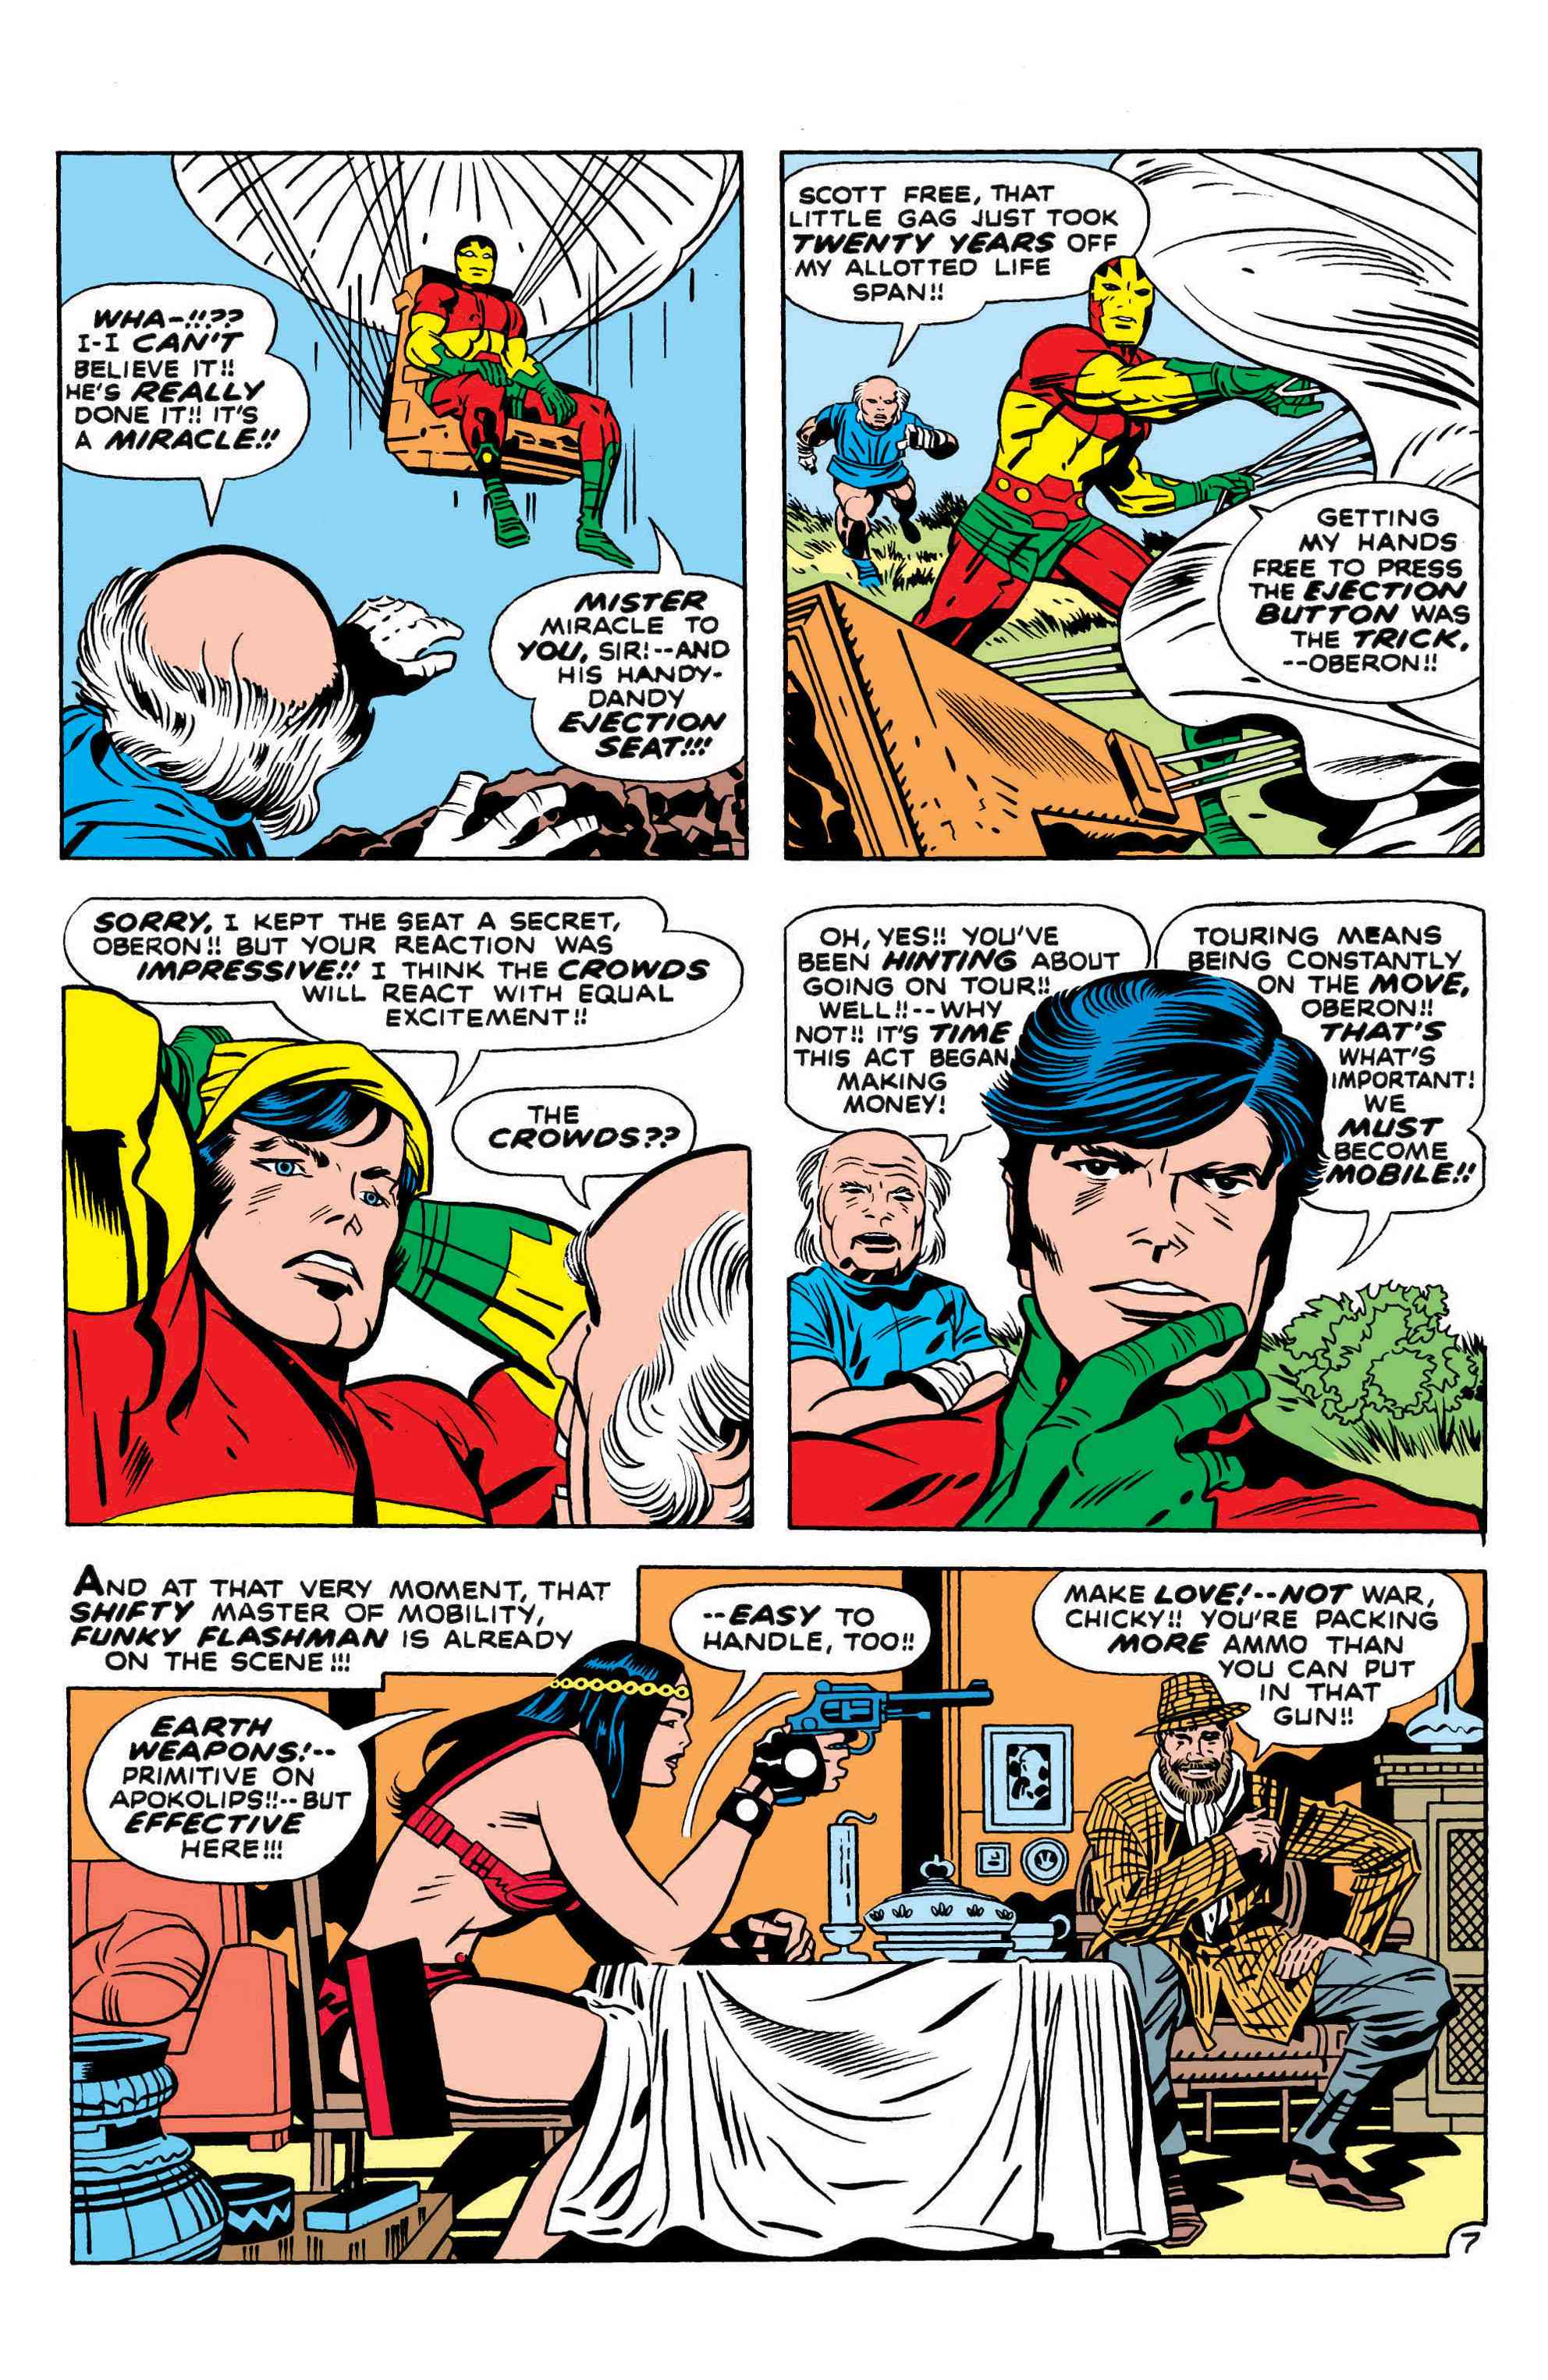 WHA-!!??
I-I CAN'T
BELIEVE IT!!
HE'S REALLY
DONE IT!! IT'S
A MIRACLE!!
MISTER
MIRACLE TO
YOU, SIR!--AND
HIS HANDY-
DANDY
EJECTION
SEAT!!!
SCOTT FREE, THAT
LITTLE GAG JUST TOOK
TWENTY YEARS OFF
MY ALLOTTED LIFE
SPAN!!
GETTING
MY HANDS
FREE TO PRESS
THE EJECTION
BUTTON WAS
THE TRICK,
--OBERON!!
SORRY, I KEPT THE SEAT A SECRET,
OBERON!! BUT YOUR REACTION WAS
IMPRESSIVE!! I THINK THE CROWDS
WILL REACT WITH EQUAL
EXCITEMENT!!
THE
CROWDS??
OH, YES!! YOU'VE
BEEN HINTING ABOUT
GOING ON TOUR!!
WELL!!--WHY
NOT!! IT'S TIME
THIS ACT BEGAN
MAKING
MONEY!
TOURING MEANS
BEING CONSTANTLY
ON THE MOVE,
OBERON!!
THAT'S
WHAT'S
IMPORTANT!
WE
MUST
BECOME
MOBILE!!
AND AT THAT VERY MOMENT, THAT
SHIFTY MASTER OF MOBILITY,
FUNKY FLASHMAN IS ALREADY
ON THE SCENE!!!
EARTH
WEAPONS!--
PRIMITIVE ON
APOKOLIPS!!--BUT
EFFECTIVE
HERE!!!
--EASY TO
HANDLE, TOO!!
MAKE LOVE!--NOT WAR,
CHICKY!! YOU'RE PACKING
MORE AMMO THAN
YOU CAN PUT
IN THAT
GUN!!
7